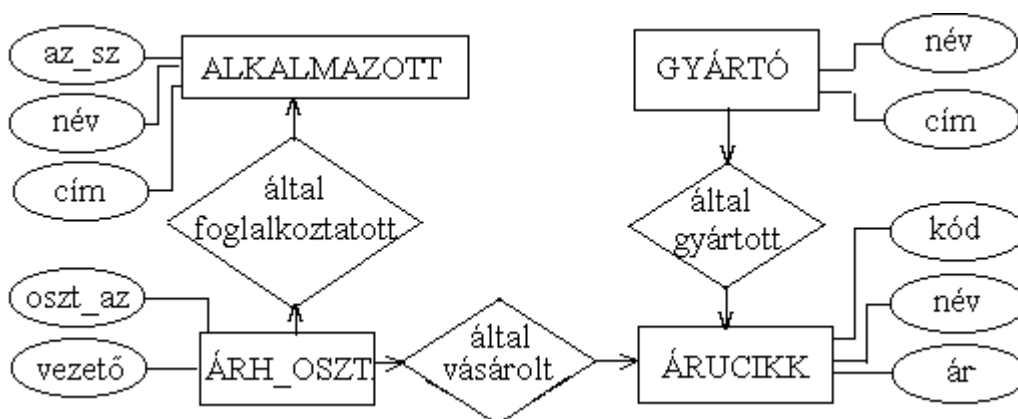 az_sz
ALKALMAZOTT
név
cím
által
foglalkoztatott
oszt_az
vezető
ÁRH_OSZT.
által
vásárolt
GYÁRTÓ
név
cím
által
gyártott
ÁRUCIKK
kód
név
ár